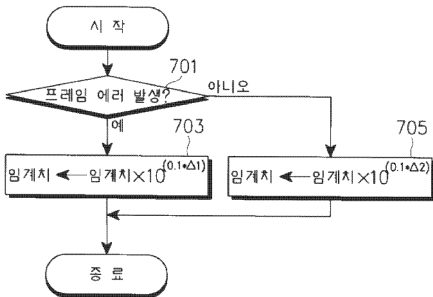 시 작
701
프레임 에러 발생?
아니오
예
703
임계치 ← 임계치×10^(0.1•Δ1)
705
임계치 ← 임계치×10^(0.1•Δ2)
종 료